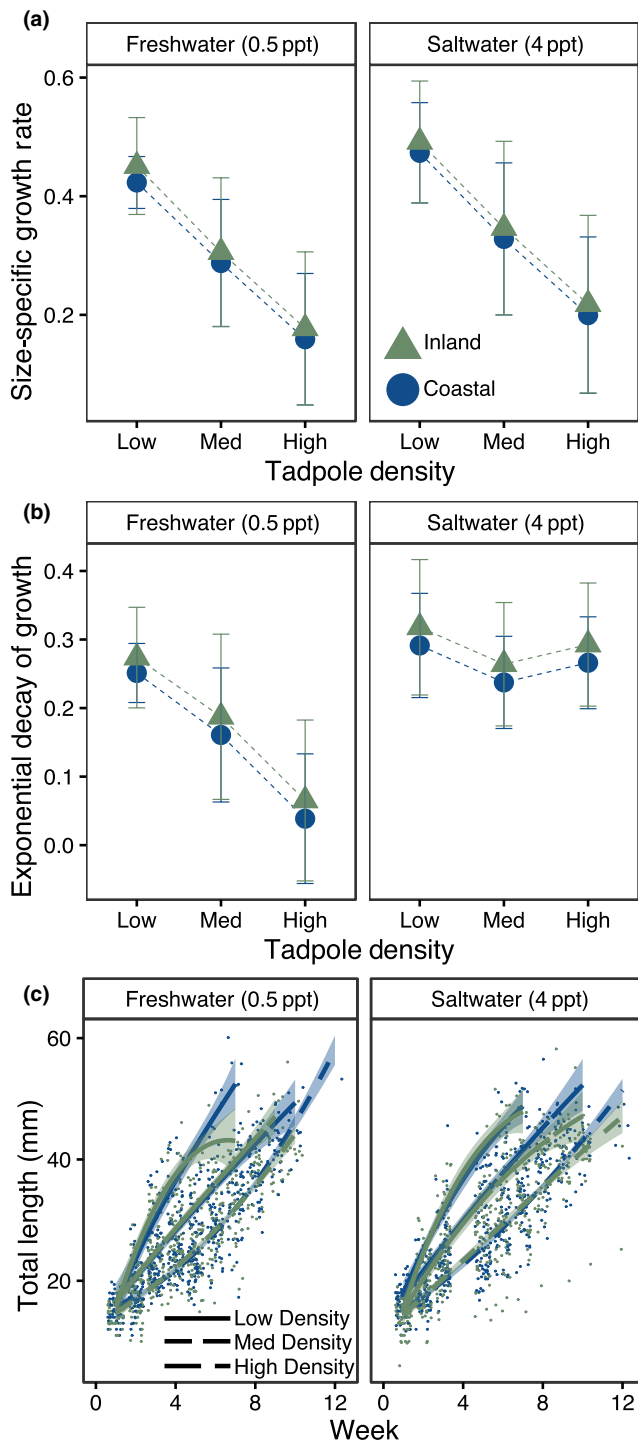 (a)
Freshwater (0.5 ppt) Saltwater (4 ppt)
Size-specific growth rate
0.6
0.4
0.2
Inland
Coastal
Low Med High Low Med High
Tadpole density
(b)
Freshwater (0.5 ppt) Saltwater (4 ppt)
Exponential decay of growth
0.4
0.3
0.2
0.1
0.0
Low Med High Low Med High
Tadpole density
(c)
Freshwater (0.5 ppt) Saltwater (4 ppt)
Total length (mm)
60
40
20
Low Density
Med Density
High Density
0 4 8 12 0 4 8 12
Week